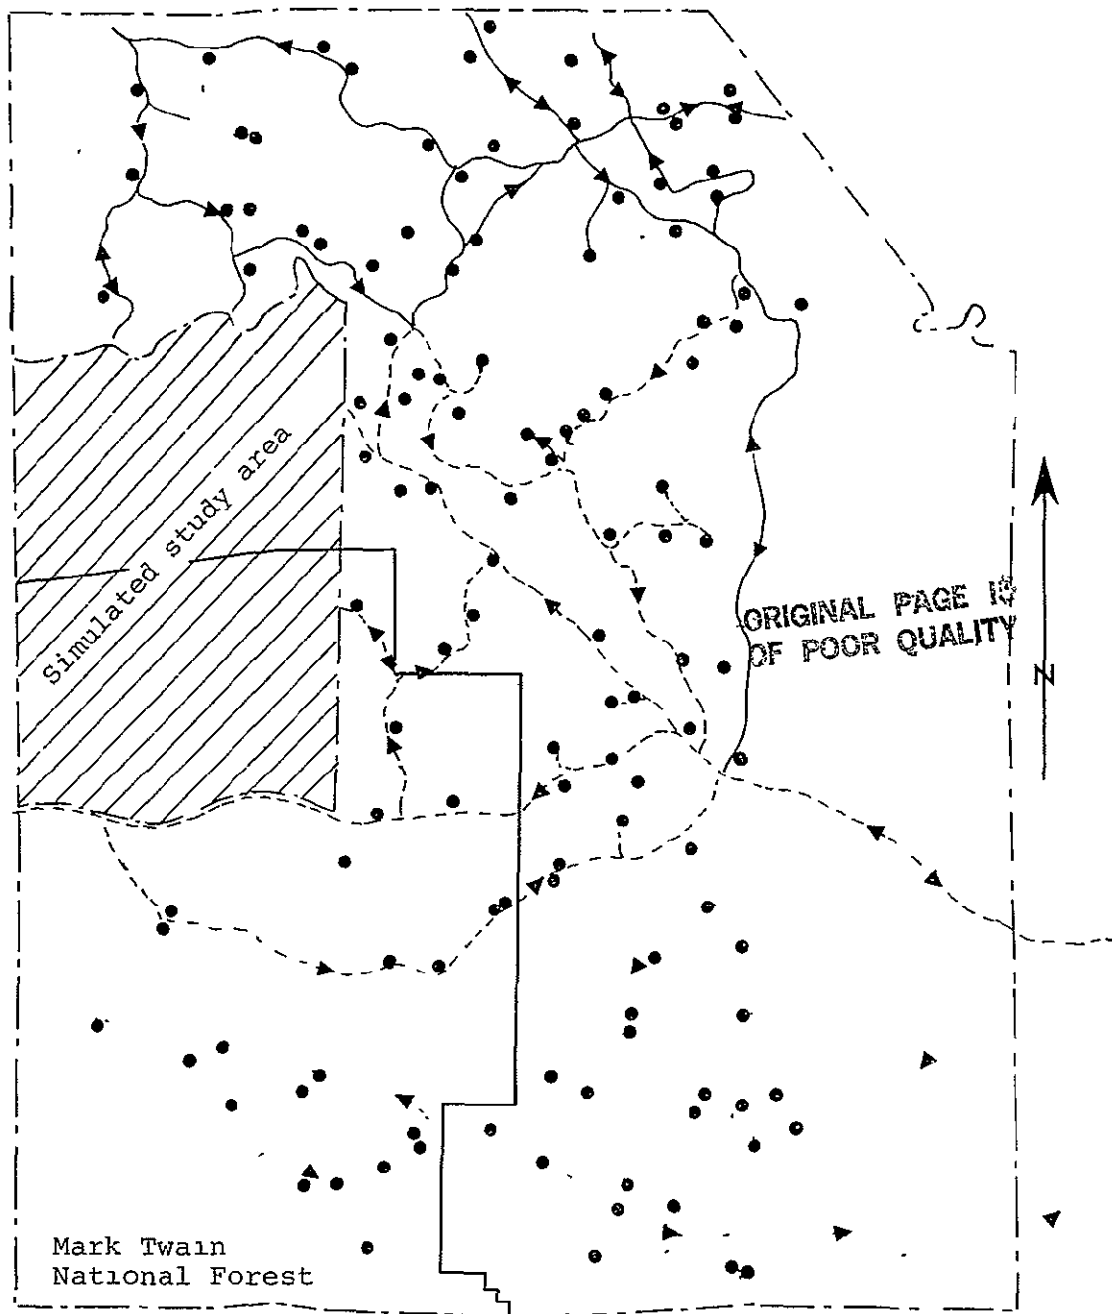 Simulated study area
ORIGINAL PAGE IS
OF POOR QUALITY
N
Mark Twain
National Forest